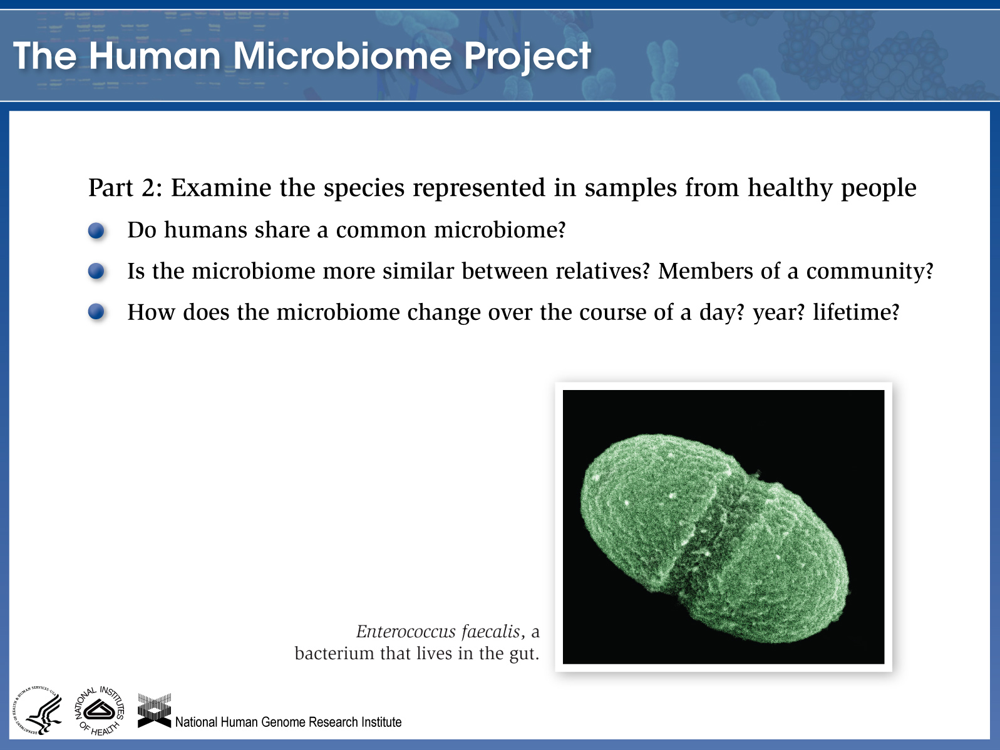 The Human Microbiome Project
Part 2: Examine the species represented in samples from healthy people
Do humans share a common microbiome?
Is the microbiome more similar between relatives? Members of a community?
How does the microbiome change over the course of a day? year? lifetime?
Enterococcus faecalis, a
bacterium that lives in the gut.
DEPARTMENT OF HEALTH & HUMAN SERVICES·USA
NATIONAL INSTITUTES
OF HEALTH
National Human Genome Research Institute